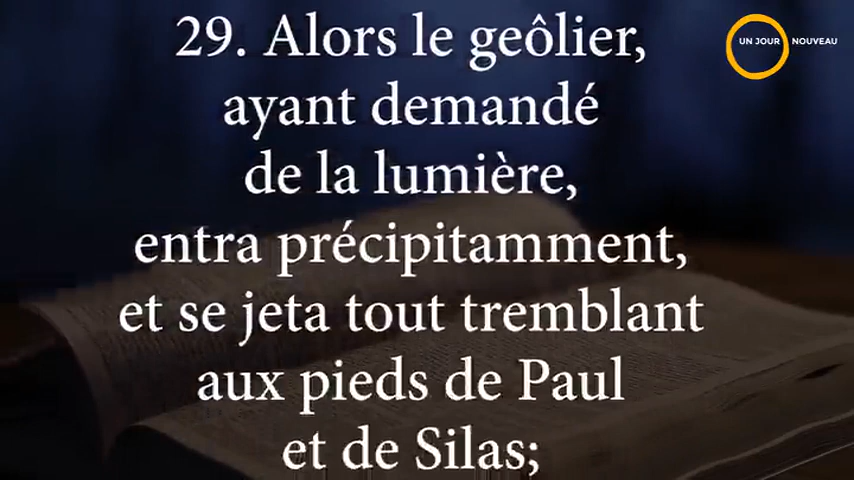 29. Alors le geôlier,
ayant demandé
de la lumière,
entra précipitamment,
et se jeta tout tremblant
aux pieds de Paul
et de Silas;
UN JOUR NOUVEAU